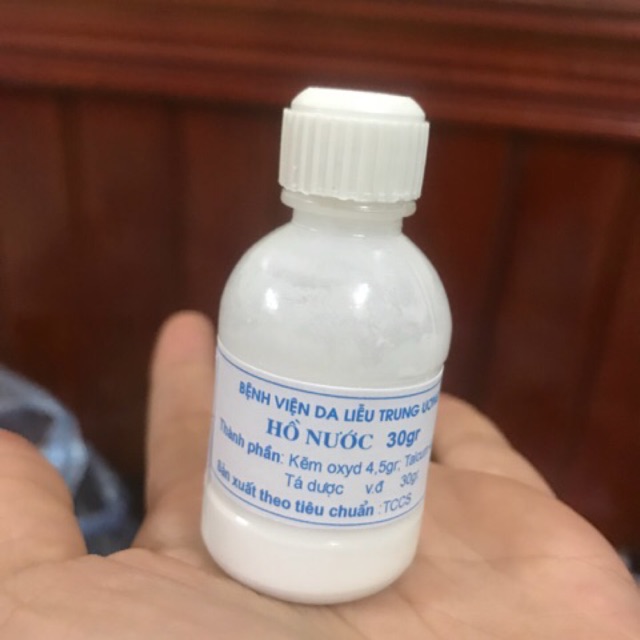 BỆNH VIỆN DA LIỄU TRUNG
HỒ NƯỚC 30gr
Thành phần: Kẽm oxyd 4,5gr,
Tá dược v.đ 30gr
Sản xuất theo tiêu chuẩn :TCCS